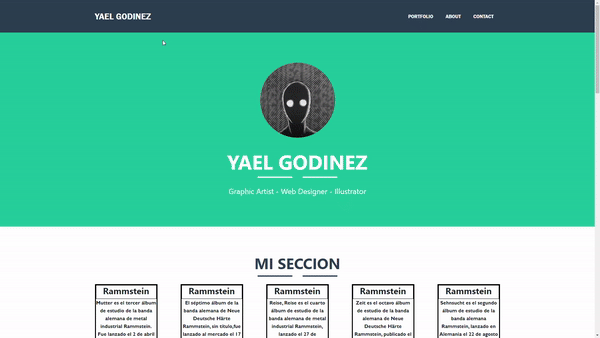 YAEL GODINEZ
PORTFOLIO ABOUT CONTACT
YAEL GODINEZ
Graphic Artist - Web Designer - Illustrator
MI SECCION
Rammstein
Mutter es el tercer álbum
de estudio de la banda
alemana de metal
industrial Rammstein.
Fue lanzado el 2 de abril
Rammstein
El séptimo álbum de la
banda alemana de Neue
Deutsche Härte
Rammstein, sin título,fue
lanzado al mercado el 17
Rammstein
Reise, Reise es el cuarto
álbum de estudio de la
banda alemana de metal
industrial Rammstein,
lanzado el 27 de
Rammstein
Zeit es el octavo álbum
de estudio de la banda
alemana de Neue
Deutsche Härte
Rammstein, publicado el
Rammstein
Sehnsucht es el segundo
álbum de estudio de la
banda alemana
Rammstein, lanzado en
Alemania el 22 de agosto